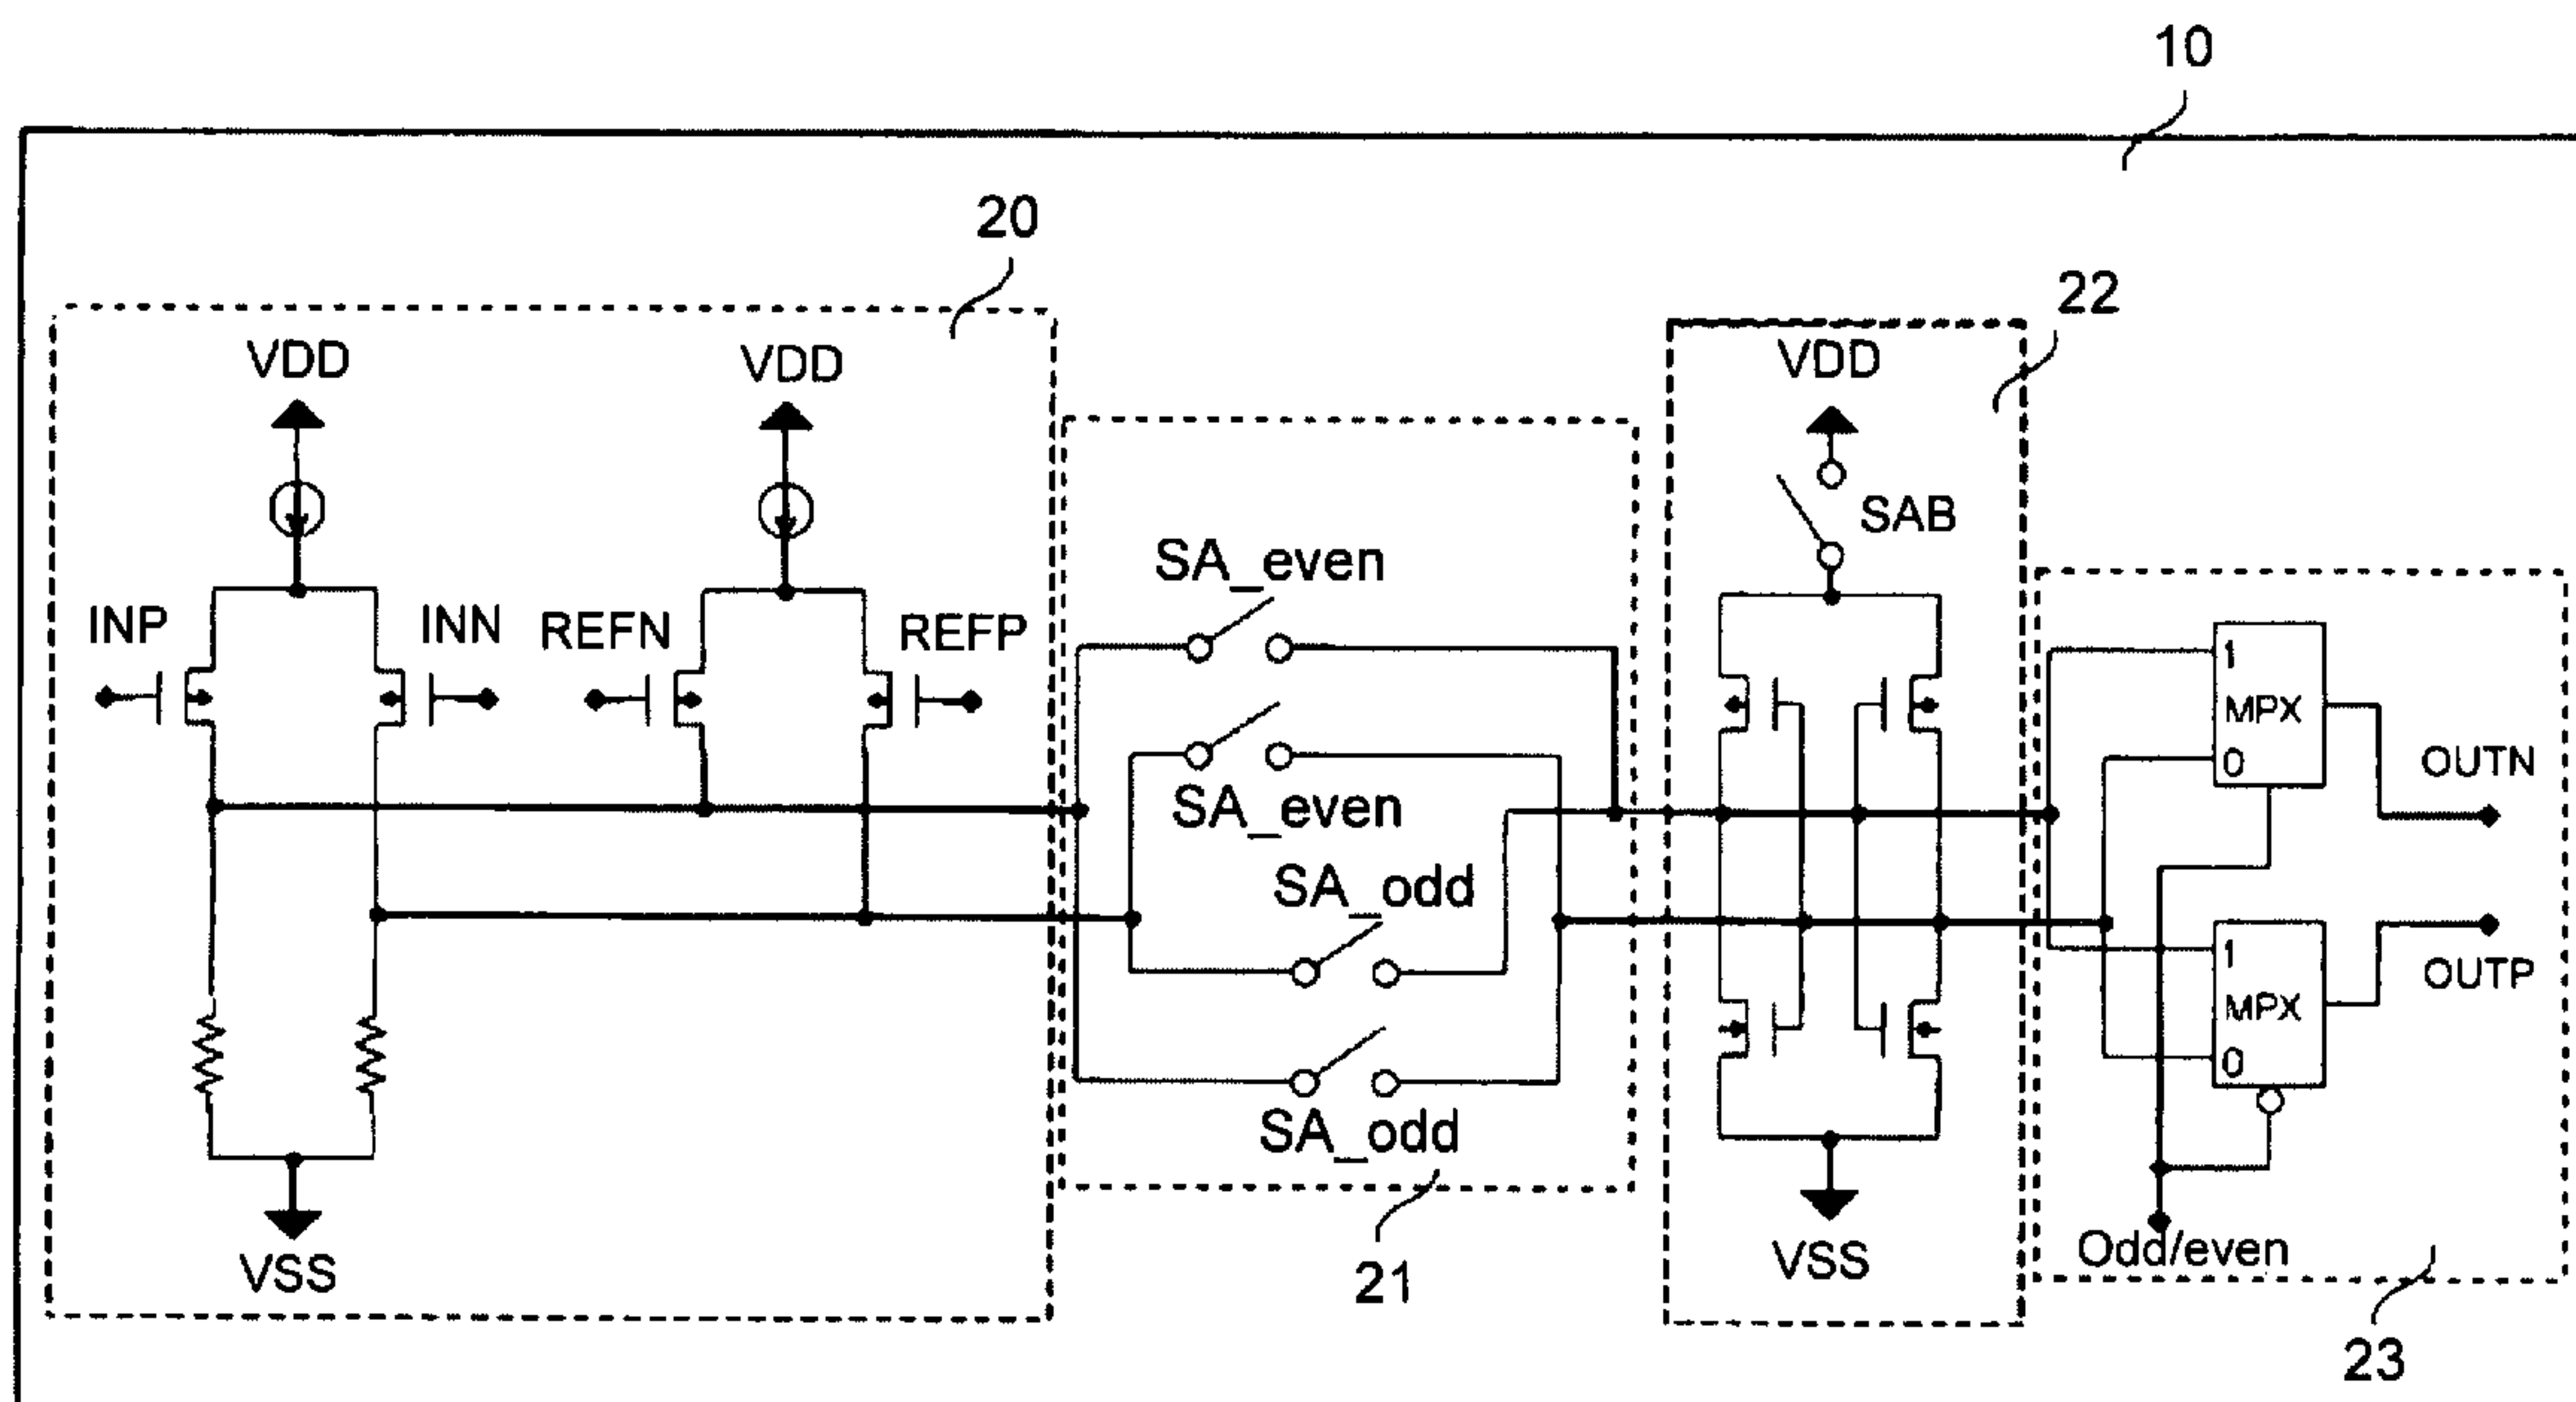 10
20
22
VDD
VDD
VDD
SAB
SA_even
INP
INN
REFN
REFP
1
MPX
0
OUTN
SA_even
SA_odd
1
MPX
0
OUTP
SA_odd
VSS
21
VSS
Odd/even
23